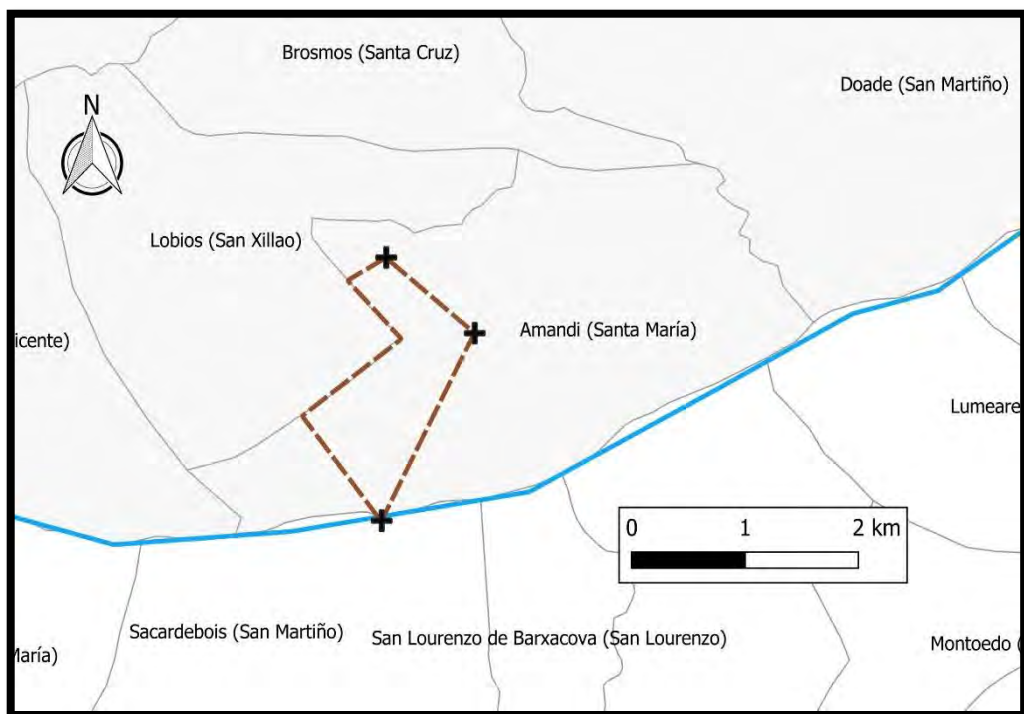 Brosmos (Santa Cruz)
Doade (San Martiño)
N
Lobios (San Xillao)
Amandi (Santa María)
icente)
Lumeare
0 1 2 km
Sacardebois (San Martiño)
San Lourenzo de Barxacova (San Lourenzo)
Montoedo (
María)